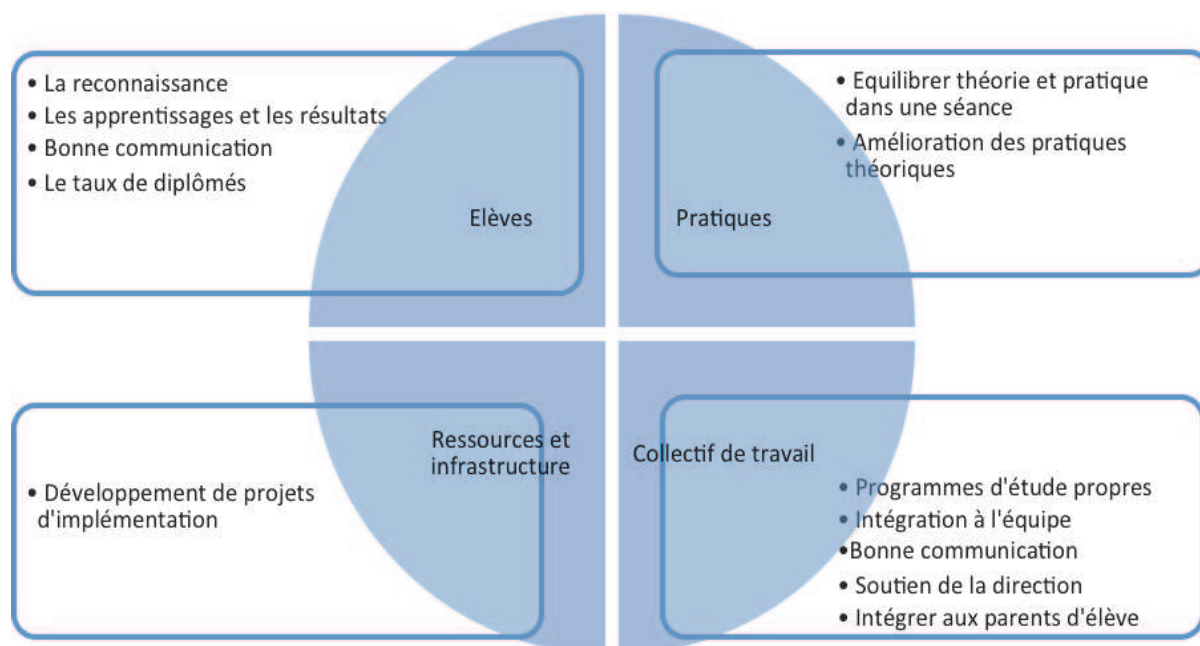 • La reconnaissance
• Les apprentissages et les résultats
• Bonne communication
• Le taux de diplômés
Elèves
• Equilibrer théorie et pratique
dans une séance
• Amélioration des pratiques
théoriques
Pratiques
Ressources et
infrastructure
• Développement de projets
d'implémentation
Collectif de travail
• Programmes d'étude propres
• Intégration à l'équipe
•Bonne communication
• Soutien de la direction
• Intégrer aux parents d'élève